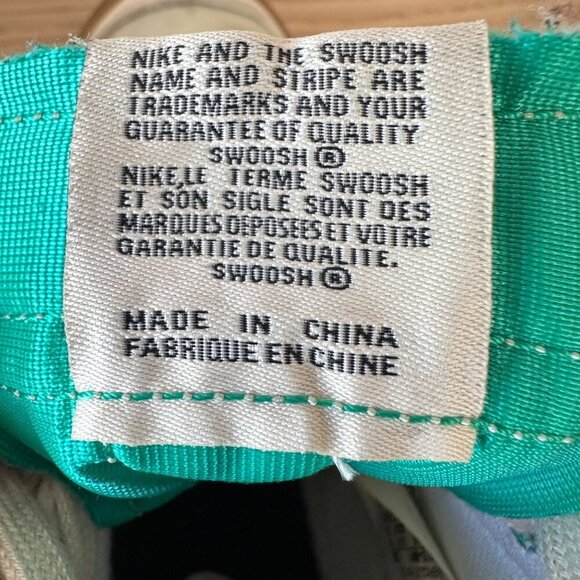 NIKE AND THE SWOOSH
NAME AND STRIPE ARE
TRADEMARKS AND YOUR
GUARANTEE OF QUALITY
SWOOSH ®
NIKE,LE TERME SWOOSH
ET SON SIGLE SONT DES
MARQUES DEPOSEES ET VOTRE
GARANTIE DE QUALITE.
SWOOSH ®
MADE IN CHINA
FABRIQUE EN CHINE